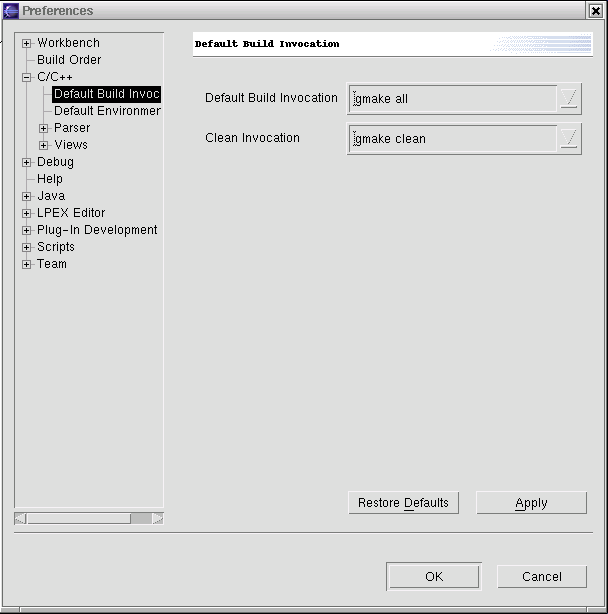 Preferences
Workbench
Build Order
C/C++
Default Build Invoc
Default Environmer
Parser
Views
Debug
Help
Java
LPEX Editor
Plug-In Development
Scripts
Team
Default Build Invocation
Default Build Invocation gmake all
Clean Invocation gmake clean
Restore Defaults Apply
OK Cancel